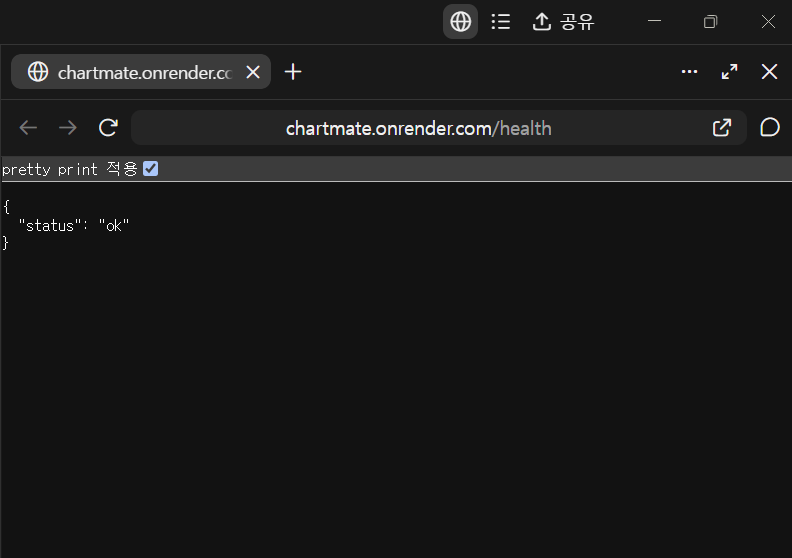 공유
chartmate.onrender.cc
chartmate.onrender.com/health
pretty print 적용
{
"status": "ok"
}